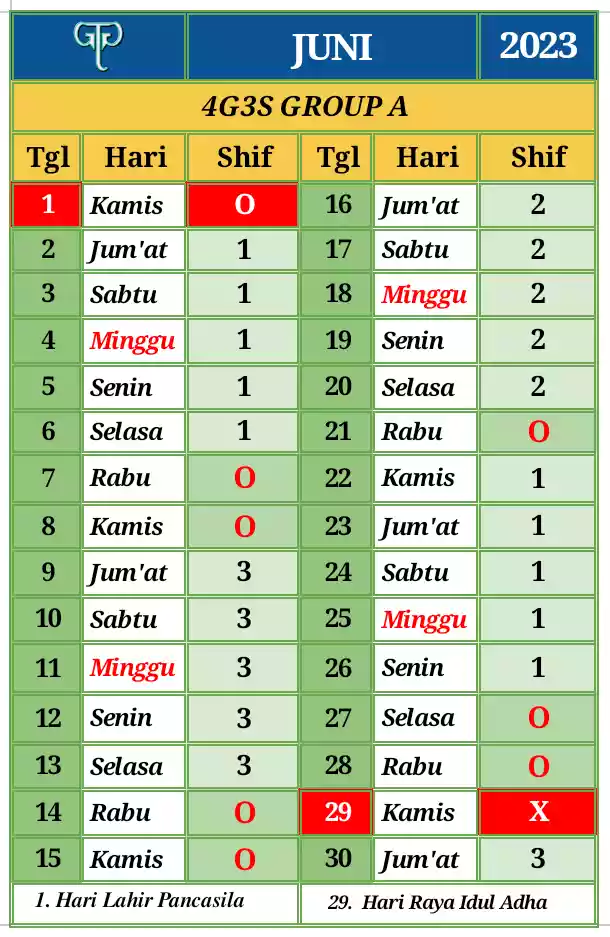 JUNI 2023
4G3S GROUP A
Tgl Hari Shif Tgl Hari Shif
1 Kamis O 16 Jum'at 2
2 Jum'at 1 17 Sabtu 2
3 Sabtu 1 18 Minggu 2
4 Minggu 1 19 Senin 2
5 Senin 1 20 Selasa 2
6 Selasa 1 21 Rabu O
7 Rabu O 22 Kamis 1
8 Kamis O 23 Jum'at 1
9 Jum'at 3 24 Sabtu 1
10 Sabtu 3 25 Minggu 1
11 Minggu 3 26 Senin 1
12 Senin 3 27 Selasa O
13 Selasa 3 28 Rabu O
14 Rabu O 29 Kamis X
15 Kamis O 30 Jum'at 3
1. Hari Lahir Pancasila 29. Hari Raya Idul Adha